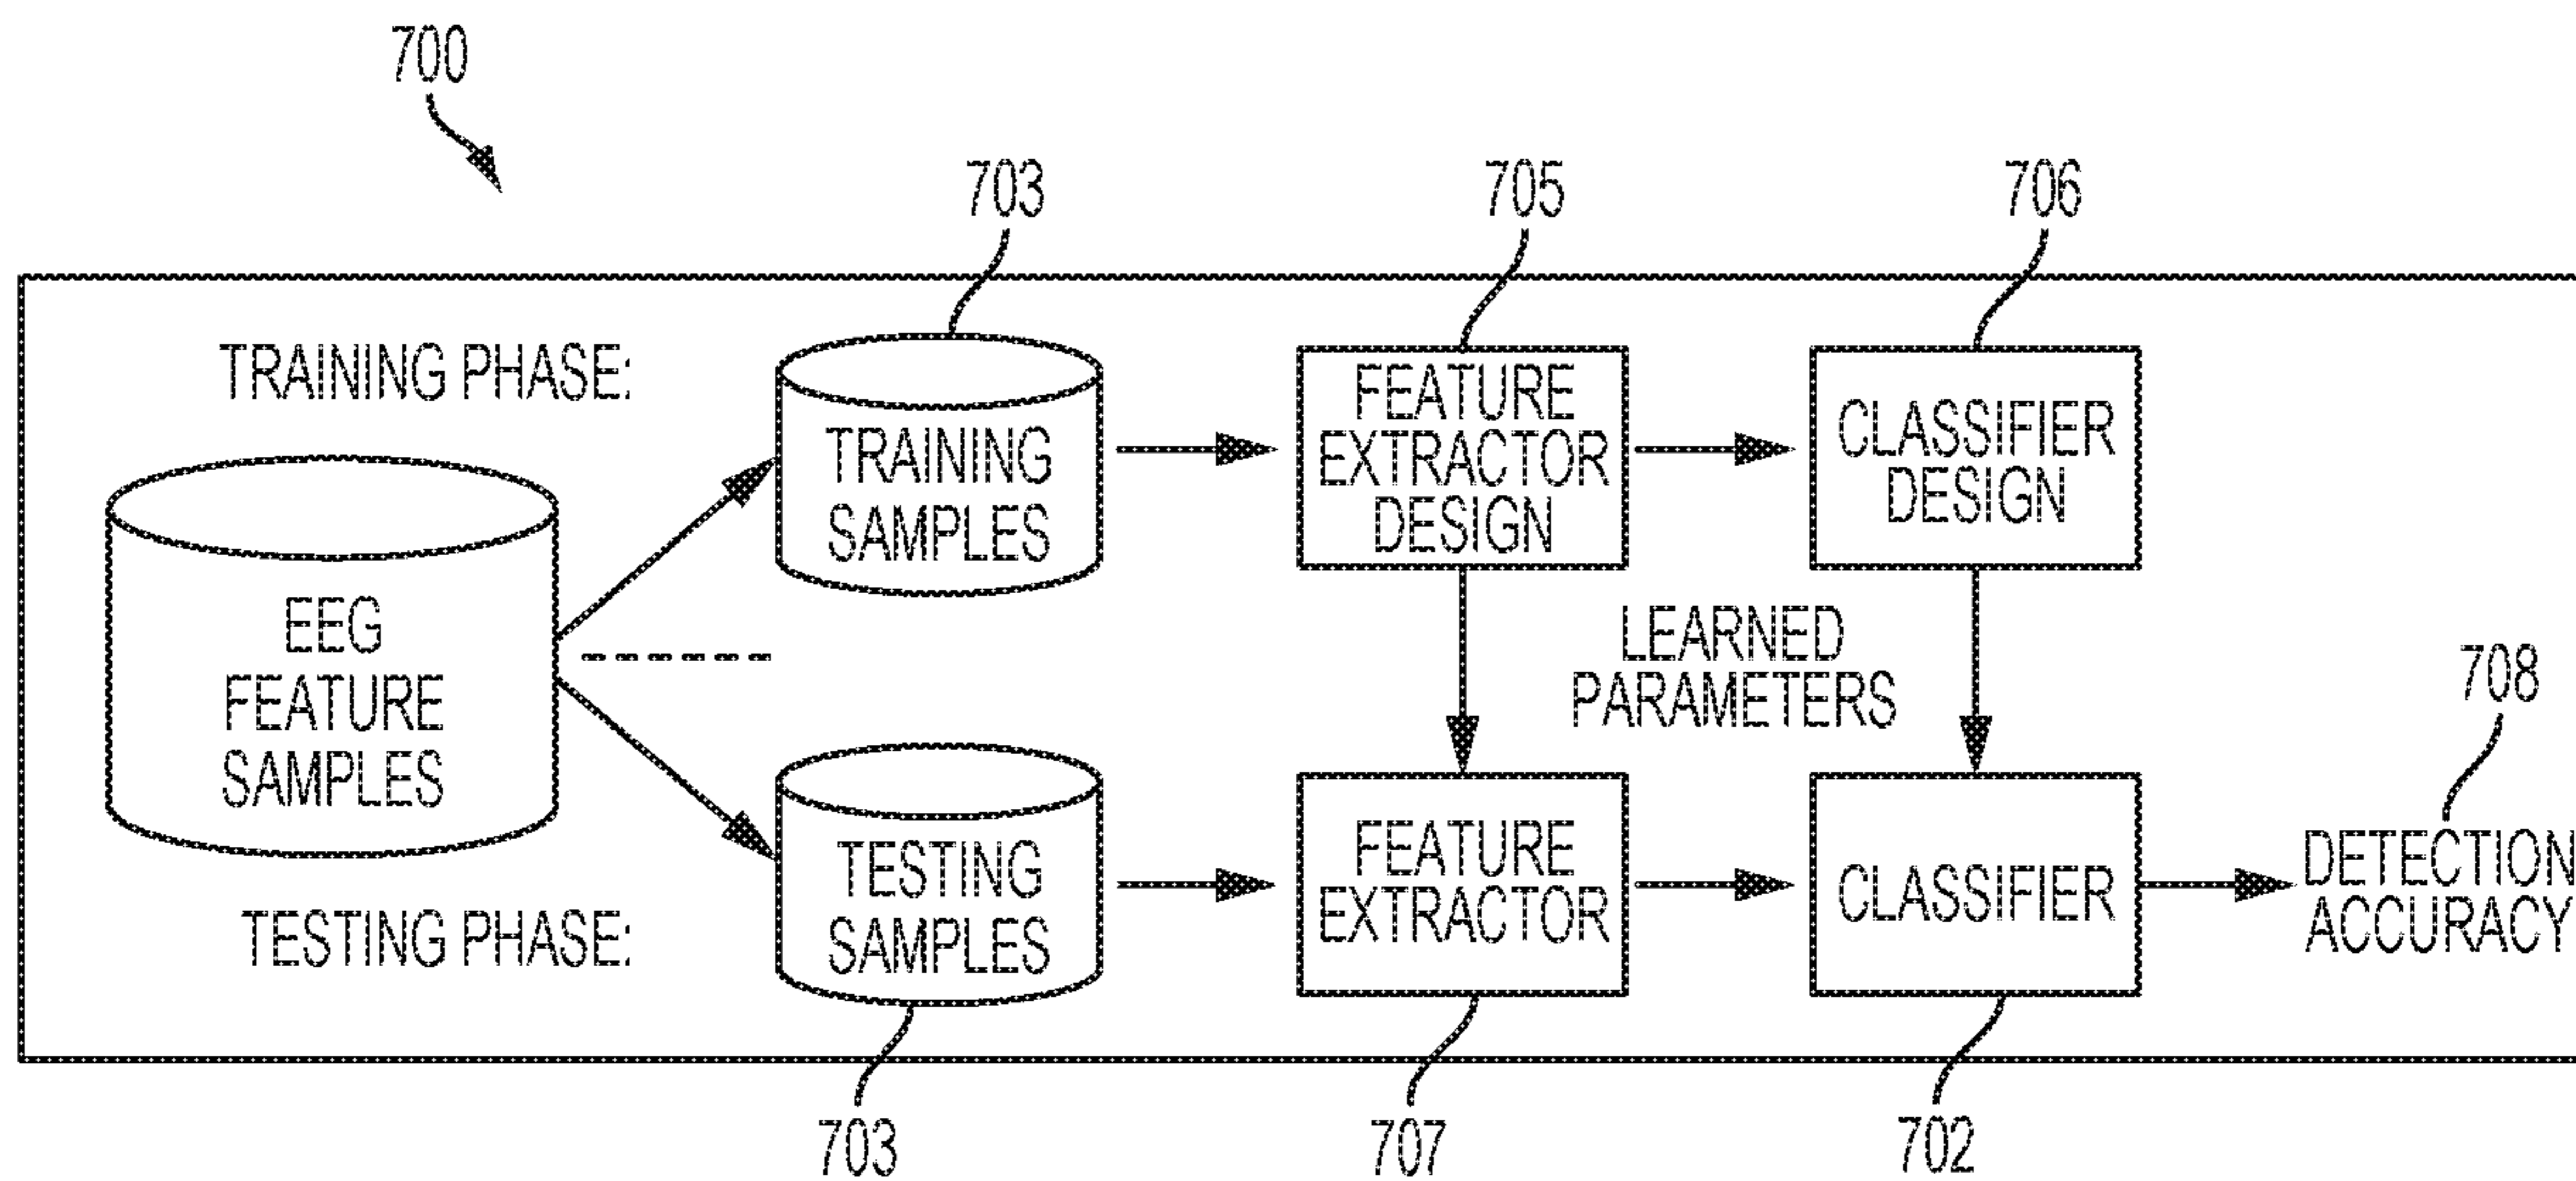 700
703
705
706
TRAINING PHASE:
TRAINING
SAMPLES
FEATURE
EXTRACTOR
DESIGN
CLASSIFIER
DESIGN
EEG
FEATURE
SAMPLES
LEARNED
PARAMETERS
708
TESTING PHASE:
TESTING
SAMPLES
FEATURE
EXTRACTOR
CLASSIFIER
DETECTION
ACCURACY
703
707
702